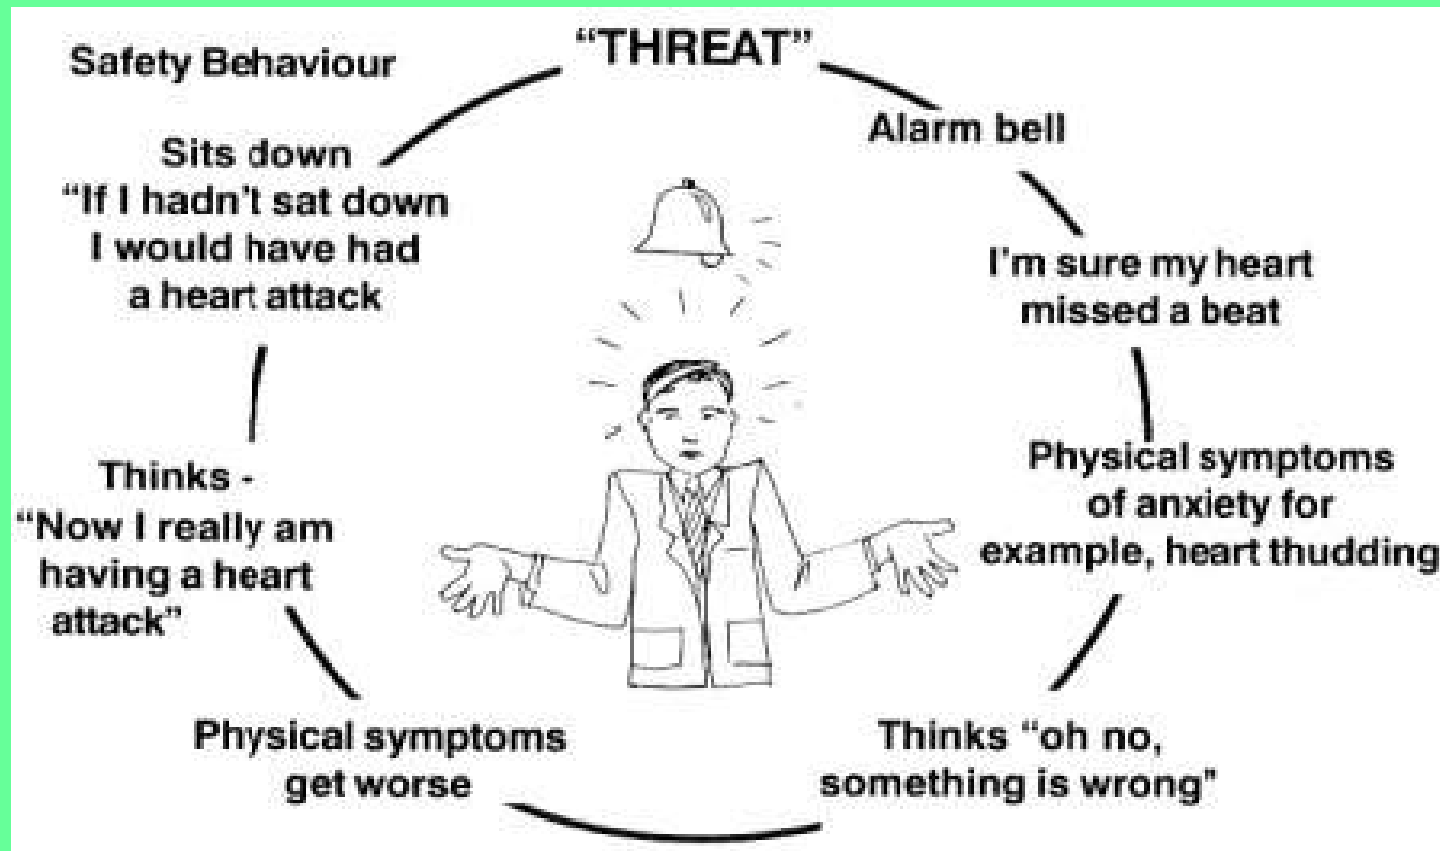 "THREAT"
Alarm bell
I'm sure my heart
missed a beat
Physical symptoms
of anxiety for
example, heart thudding
Thinks "oh no,
something is wrong"
Physical symptoms
get worse
Thinks -
"Now I really am
having a heart
attack"
Safety Behaviour
Sits down
"If I hadn't sat down
I would have had
a heart attack